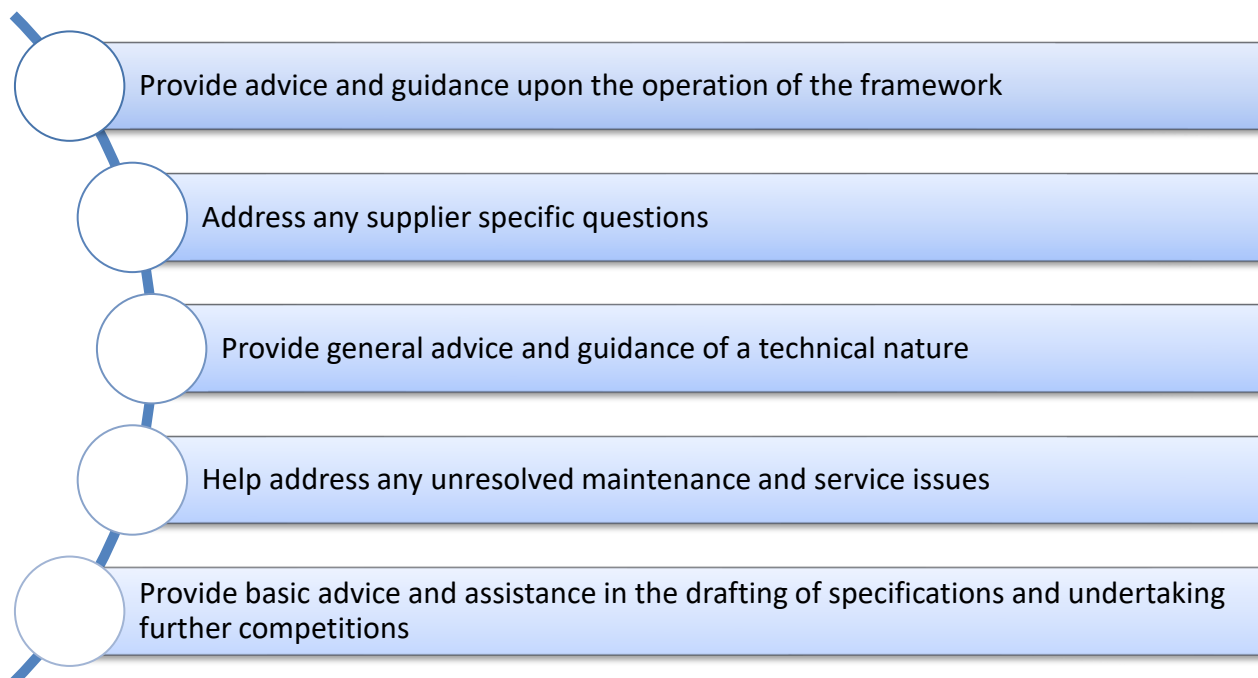 Provide advice and guidance upon the operation of the framework
Address any supplier specific questions
Provide general advice and guidance of a technical nature
Help address any unresolved maintenance and service issues
Provide basic advice and assistance in the drafting of specifications and undertaking
further competitions